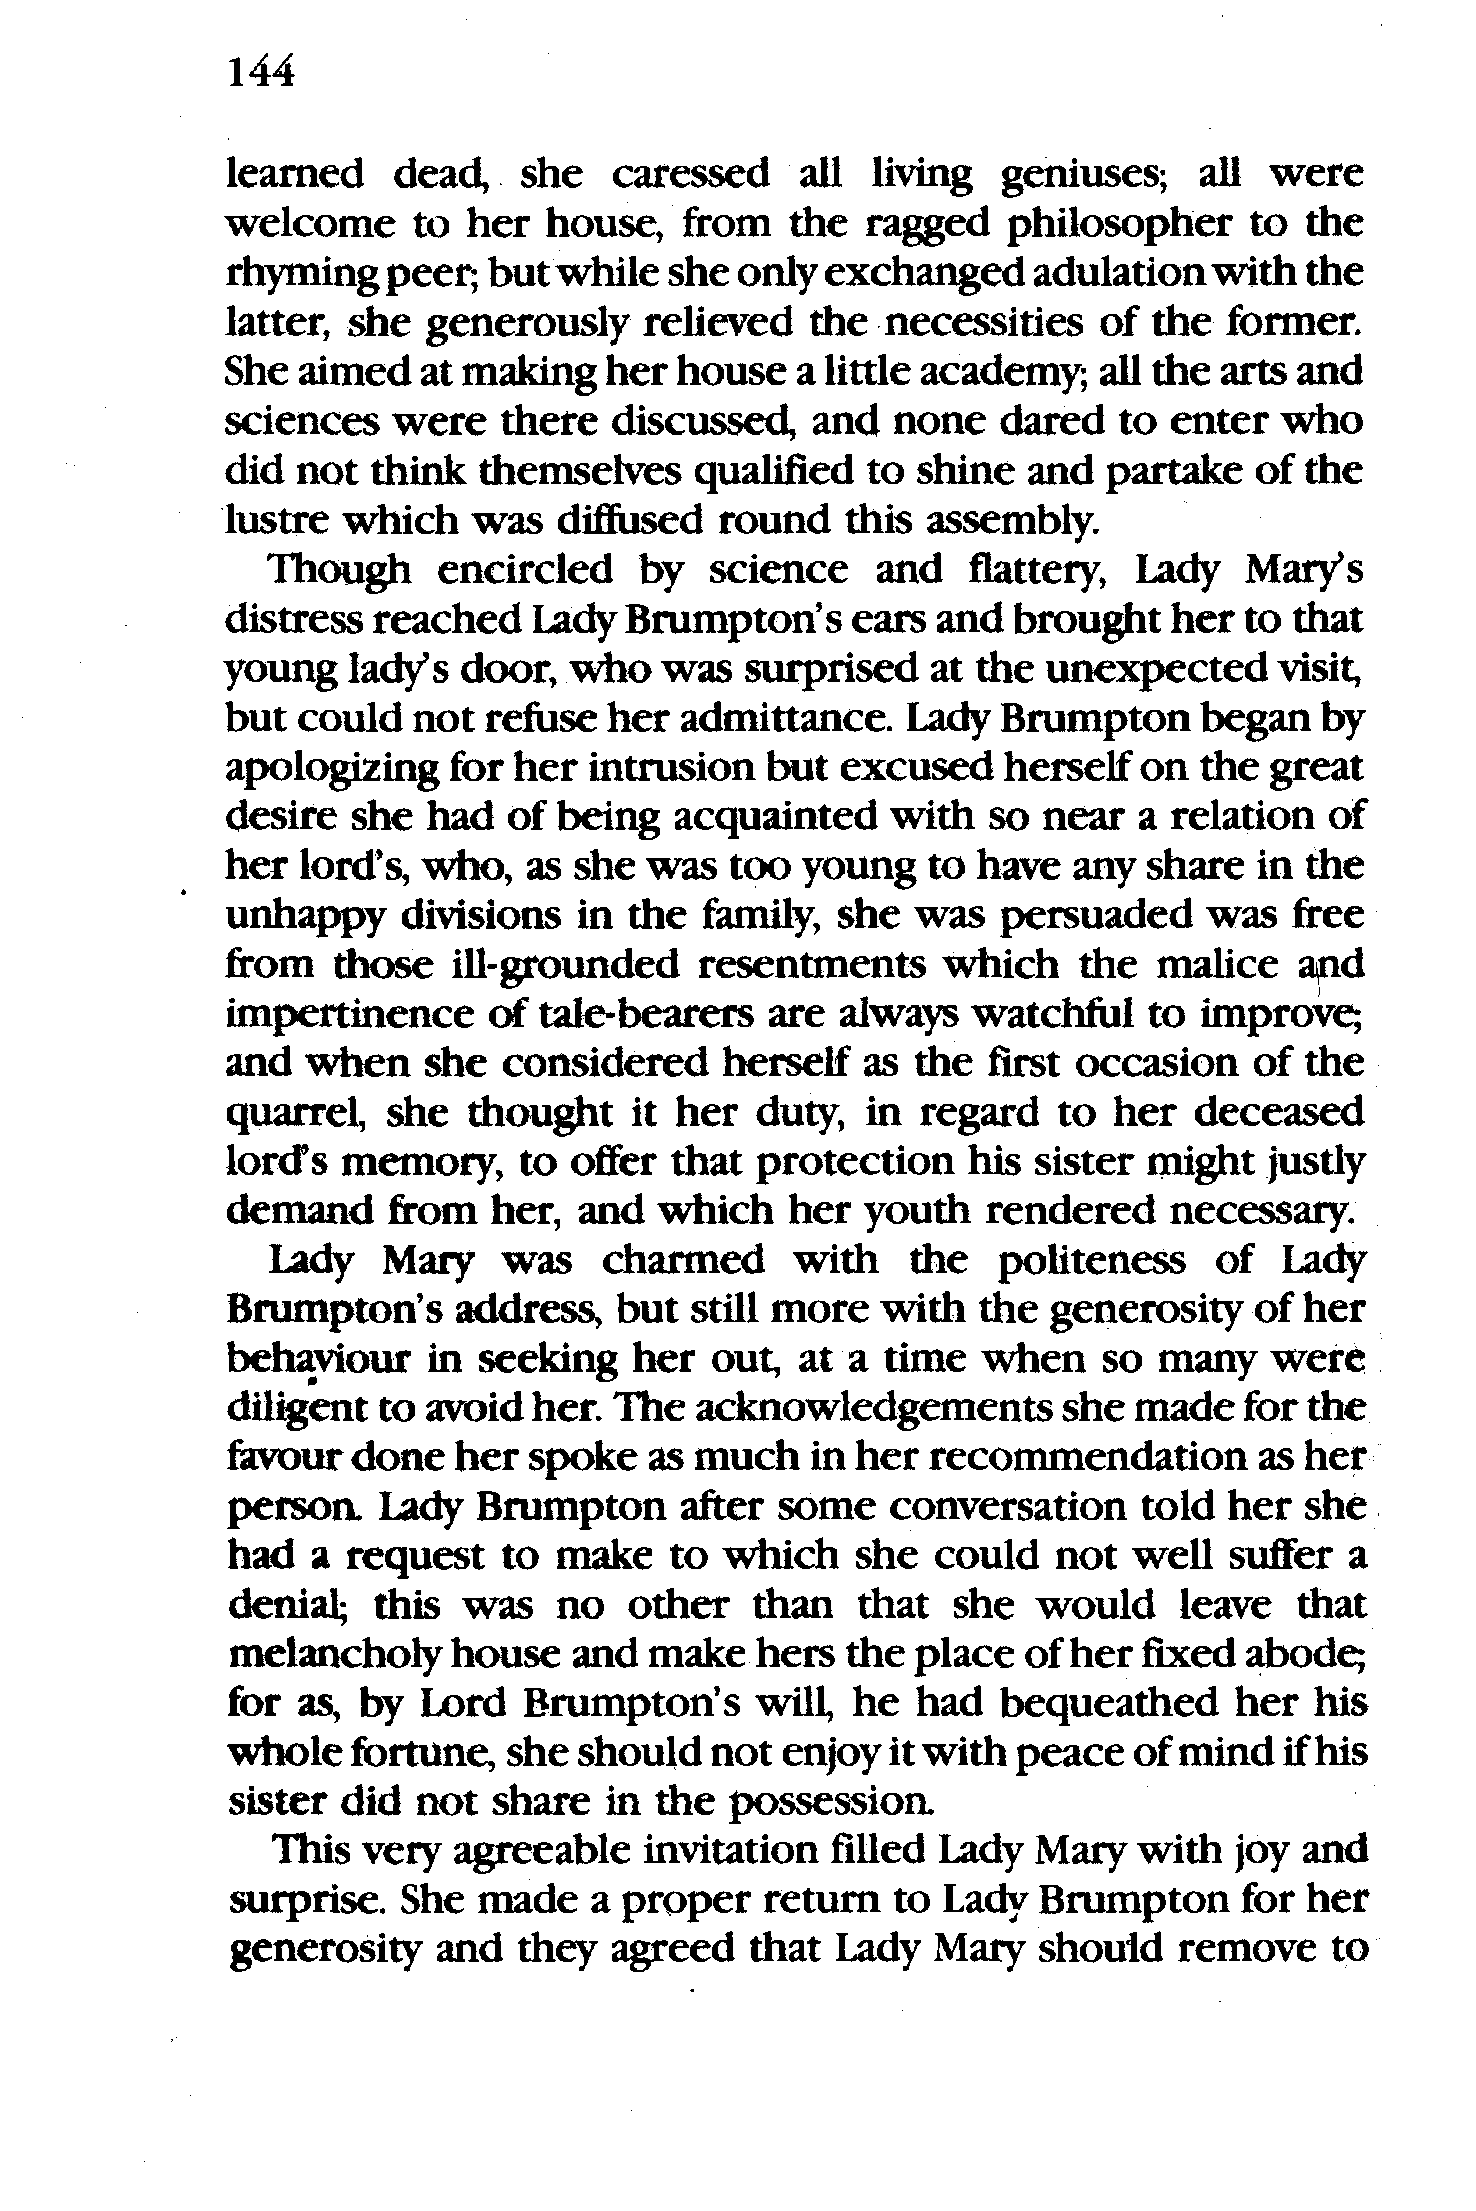 144
learned dead, she caressed all living geniuses; all were
welcome to her house, from the ragged philosopher to the
rhyming peer; but while she only exchanged adulation with the
latter, she generously relieved the necessities of the former.
She aimed at making her house a little academy; all the arts and
sciences were there discussed, and none dared to enter who
did not think themselves qualified to shine and partake of the
lustre which was diffused round this assembly.
Though encircled by science and flattery, Lady Mary's
distress reached Lady Brumpton's ears and brought her to that
young lady's door, who was surprised at the unexpected visit,
but could not refuse her admittance. Lady Brumpton began by
apologizing for her intrusion but excused herself on the great
desire she had of being acquainted with so near a relation of
her lord's, who, as she was too young to have any share in the
unhappy divisions in the family, she was persuaded was free
from those ill-grounded resentments which the malice and
impertinence of tale-bearers are always watchful to improve;
and when she considered herself as the first occasion of the
quarrel, she thought it her duty, in regard to her deceased
lord's memory, to offer that protection his sister might justly
demand from her, and which her youth rendered necessary.
Lady Mary was charmed with the politeness of Lady
Brumpton's address, but still more with the generosity of her
behaviour in seeking her out, at a time when so many were
diligent to avoid her. The acknowledgements she made for the
favour done her spoke as much in her recommendation as her
person. Lady Brumpton after some conversation told her she
had a request to make to which she could not well suffer a
denial; this was no other than that she would leave that
melancholy house and make hers the place of her fixed abode;
for as, by Lord Brumpton's will, he had bequeathed her his
whole fortune, she should not enjoy it with peace of mind if his
sister did not share in the possession.
This very agreeable invitation filled Lady Mary with joy and
surprise. She made a proper return to Lady Brumpton for her
generosity and they agreed that Lady Mary should remove to